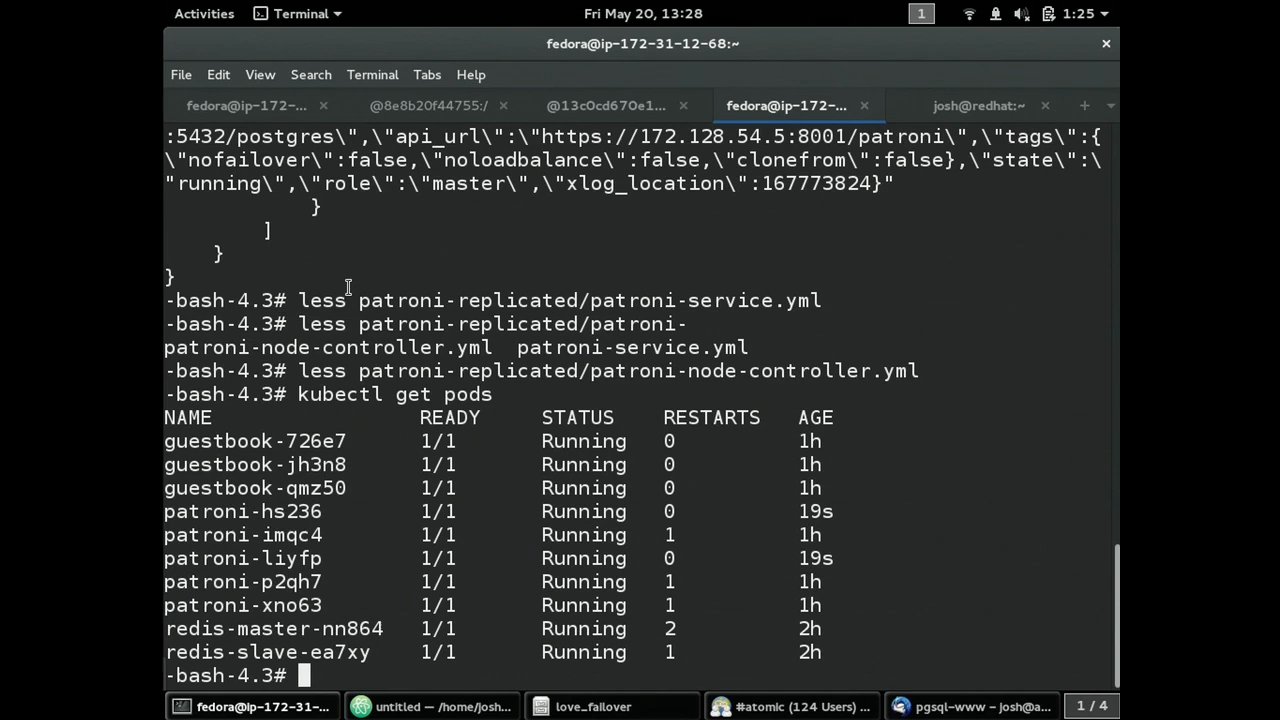 Activities Terminal Fri May 20, 13:28 1 1:25
fedora@ip-172-31-12-68:~
File Edit View Search Terminal Tabs Help
fedora@ip-172-... @8e8b20f44755:/ @13c0cd670e1... fedora@ip-172-... josh@redhat:~
:5432/postgres\",\"api_url\":\"https://172.128.54.5:8001/patroni\",\"tags\":{
\"nofailover\":false,\"noloadbalance\":false,\"clonefrom\":false},\"state\":\
"running\",\"role\":\"master\",\"xlog_location\":167773824}"
}
]
}
}
-bash-4.3# less patroni-replicated/patroni-service.yml
-bash-4.3# less patroni-replicated/patroni-
patroni-node-controller.yml patroni-service.yml
-bash-4.3# less patroni-replicated/patroni-node-controller.yml
-bash-4.3# kubectl get pods
NAME READY STATUS RESTARTS AGE
guestbook-726e7 1/1 Running 0 1h
guestbook-jh3n8 1/1 Running 0 1h
guestbook-qmz50 1/1 Running 0 1h
patroni-hs236 1/1 Running 0 19s
patroni-imqc4 1/1 Running 1 1h
patroni-liyfp 1/1 Running 0 19s
patroni-p2qh7 1/1 Running 1 1h
patroni-xno63 1/1 Running 1 1h
redis-master-nn864 1/1 Running 2 2h
redis-slave-ea7xy 1/1 Running 1 2h
-bash-4.3#
fedora@ip-172-31-... untitled — /home/josh... love_failover #atomic (124 Users) ... pgsql-www – josh@a... 1 / 4